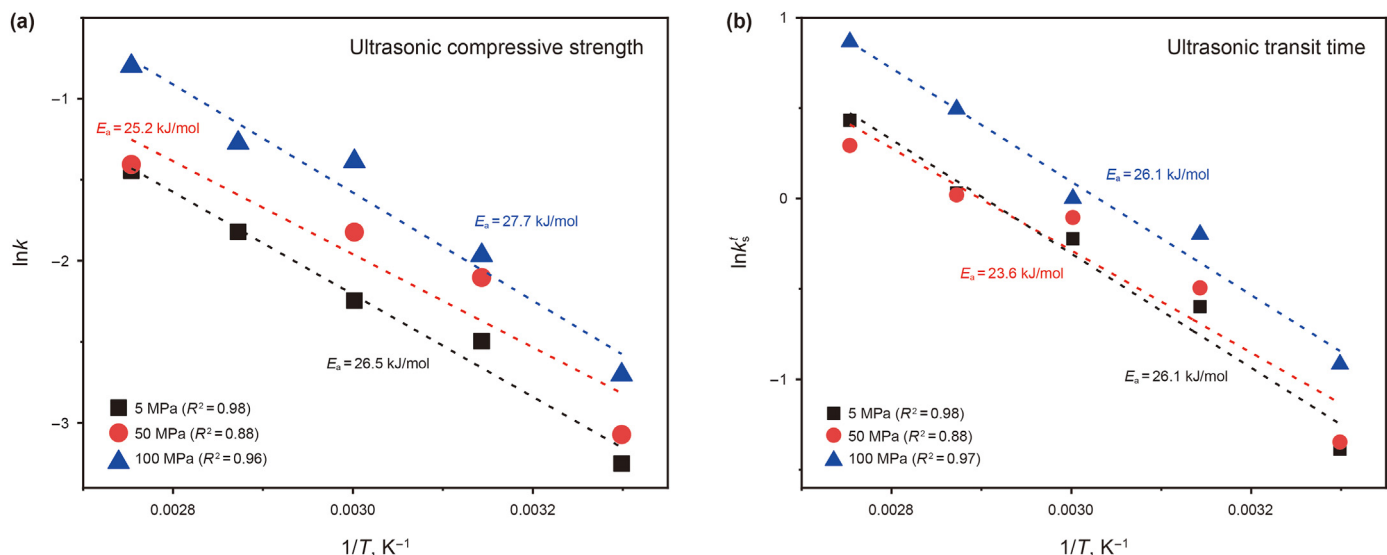 (a)
Ultrasonic compressive strength
−1
Eₐ = 25.2 kJ/mol
Eₐ = 27.7 kJ/mol
lnk
−2
Eₐ = 26.5 kJ/mol
−3
5 MPa (R² = 0.98)
50 MPa (R² = 0.88)
100 MPa (R² = 0.96)
0.0028 0.0030 0.0032
1/T, K⁻¹
(b)
1
Ultrasonic transit time
Eₐ = 26.1 kJ/mol
0
lnkₛᵗ
Eₐ = 23.6 kJ/mol
−1
Eₐ = 26.1 kJ/mol
5 MPa (R² = 0.98)
50 MPa (R² = 0.88)
100 MPa (R² = 0.97)
0.0028 0.0030 0.0032
1/T, K⁻¹